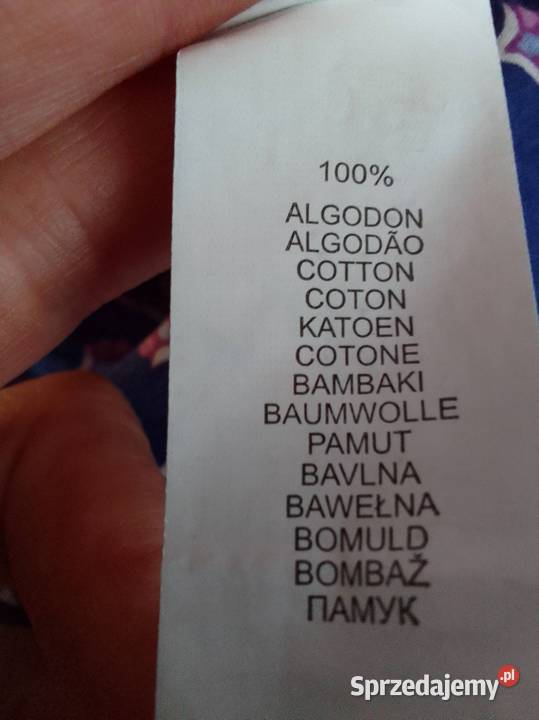 100%
ALGODON
ALGODÃO
COTTON
COTON
KATOEN
COTONE
BAMBAKI
BAUMWOLLE
PAMUT
BAVLNA
BAWEŁNA
BOMULD
BOMBAŽ
ПАМУК
Sprzedajemy.pl